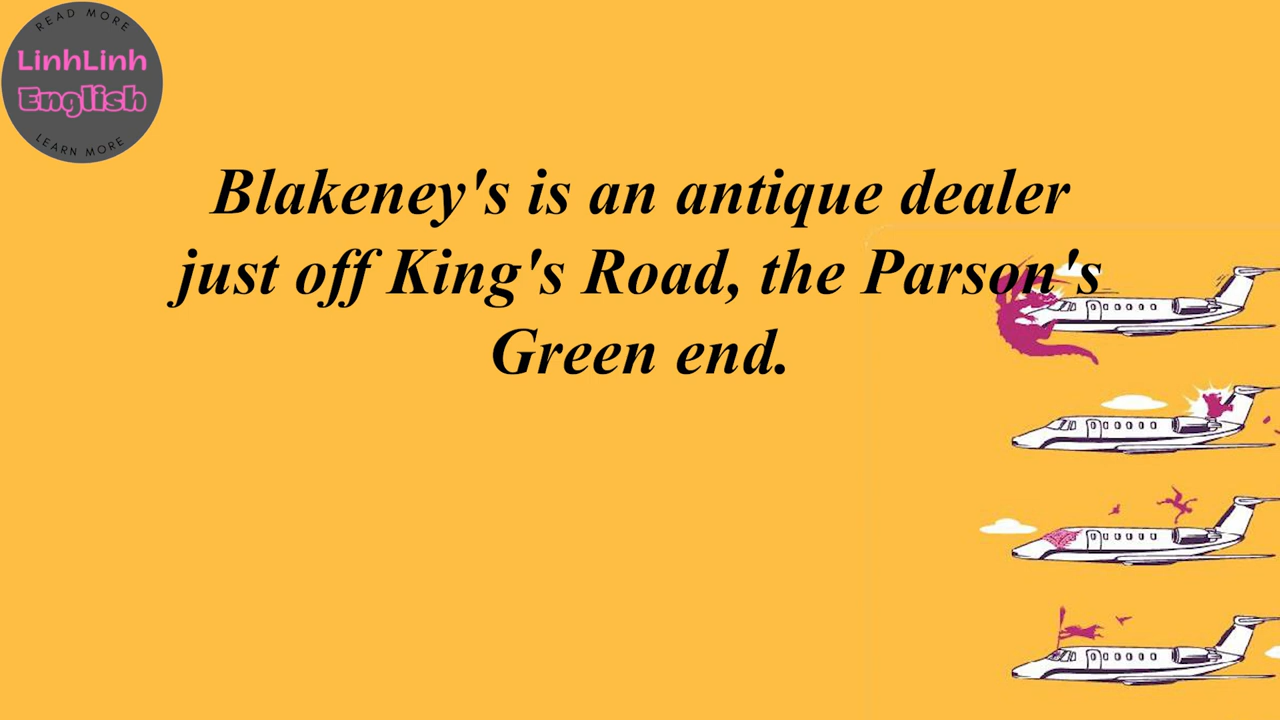 READ MORE
LinhLinh
English
LEARN MORE
Blakeney's is an antique dealer
just off King's Road, the Parson's
Green end.